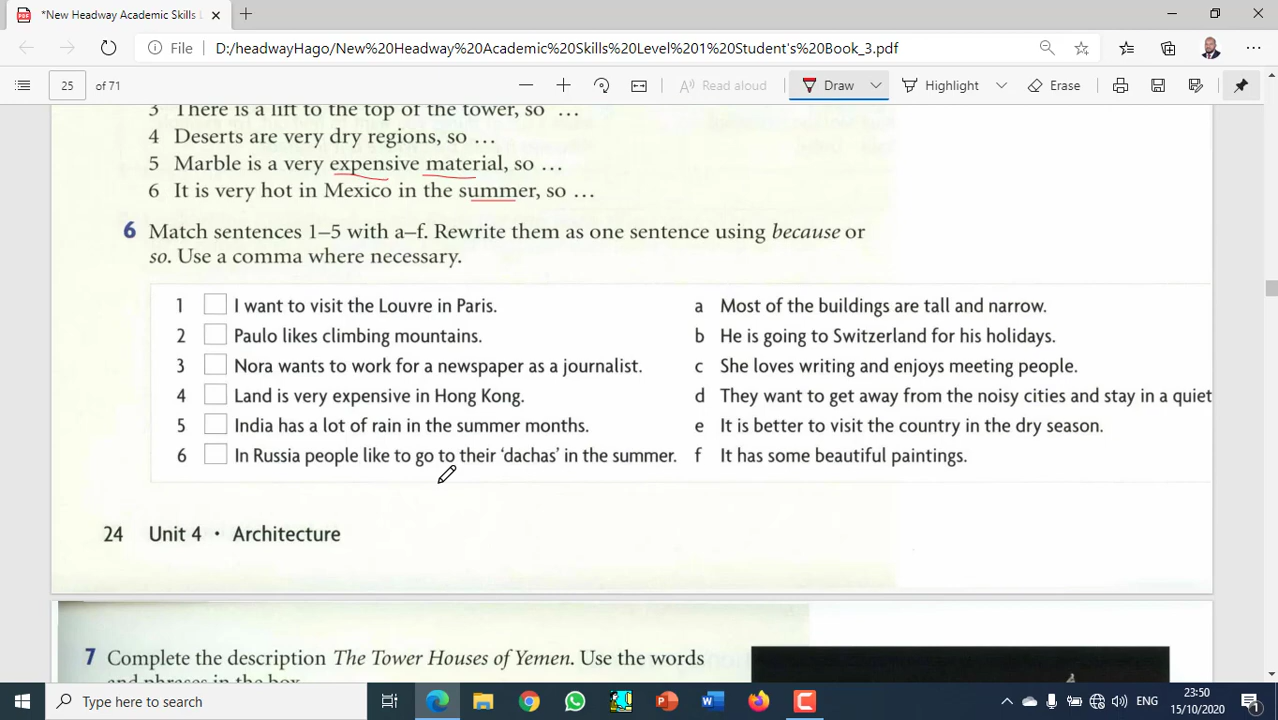 *New Headway Academic Skills L
File
D:/headwayHago/New%20Headway%20Academic%20Skills%20Level%201%20Student's%20Book_3.pdf
25 of 71
Read aloud
Draw
Highlight
Erase
3 There is a lift to the top of the tower, so …
4 Deserts are very dry regions, so …
5 Marble is a very expensive material, so …
6 It is very hot in Mexico in the summer, so …
6 Match sentences 1–5 with a–f. Rewrite them as one sentence using because or
so. Use a comma where necessary.
1 I want to visit the Louvre in Paris. a Most of the buildings are tall and narrow.
2 Paulo likes climbing mountains. b He is going to Switzerland for his holidays.
3 Nora wants to work for a newspaper as a journalist. c She loves writing and enjoys meeting people.
4 Land is very expensive in Hong Kong. d They want to get away from the noisy cities and stay in a quiet
5 India has a lot of rain in the summer months. e It is better to visit the country in the dry season.
6 In Russia people like to go to their ‘dachas’ in the summer. f It has some beautiful paintings.
24 Unit 4 • Architecture
7 Complete the description The Tower Houses of Yemen. Use the words
and phrases in the box.
Type here to search
ENG
23:50
15/10/2020